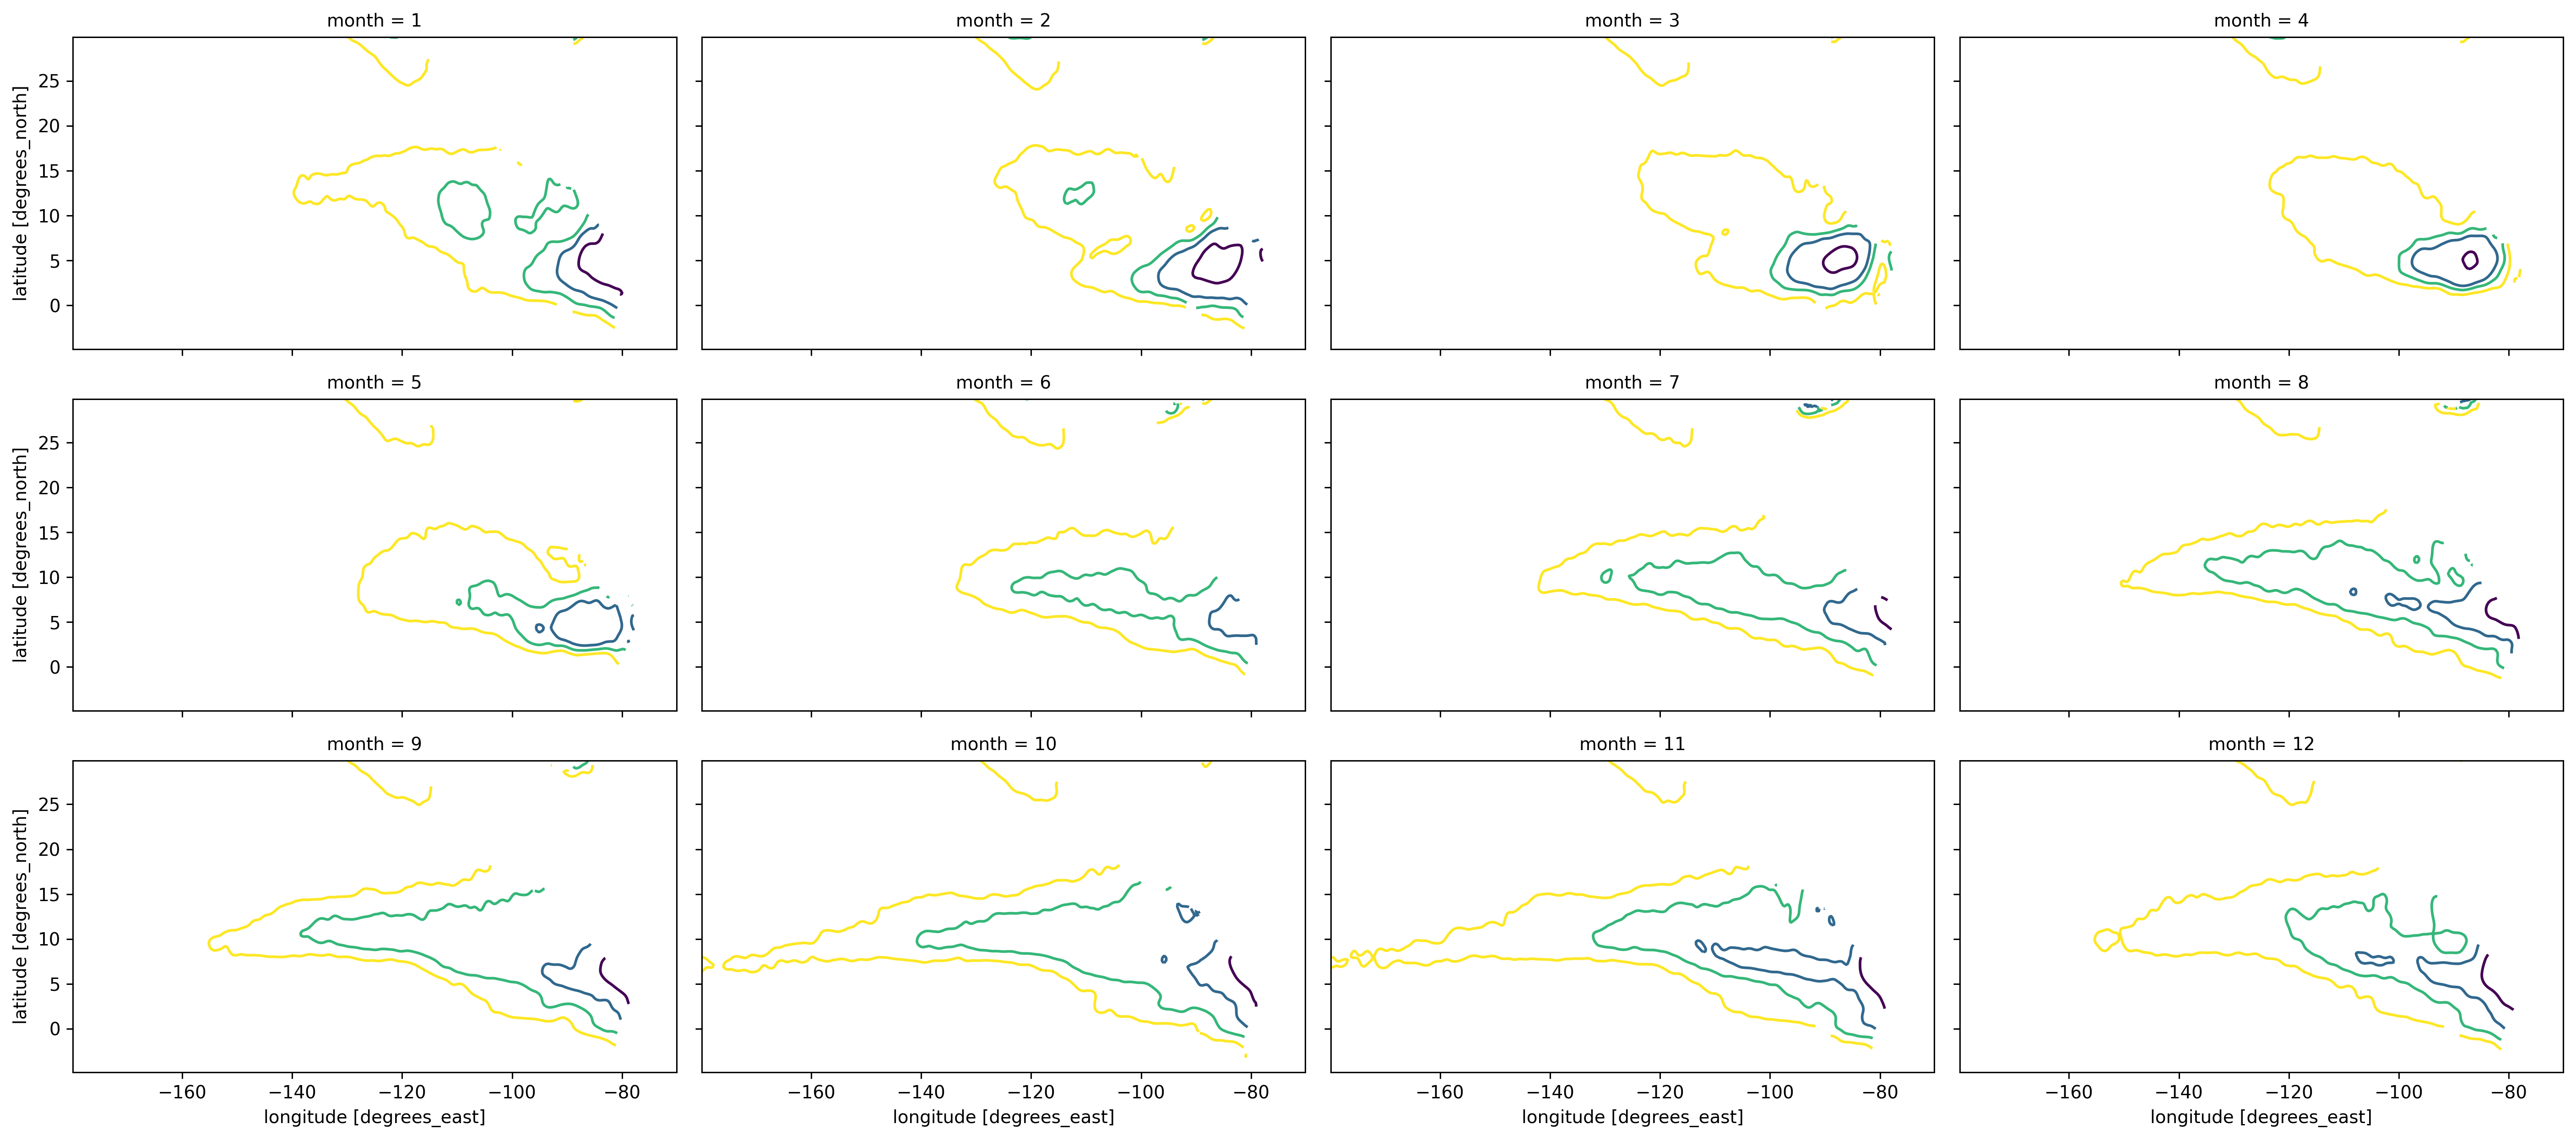 month = 1
month = 2
month = 3
month = 4
latitude [degrees_north]
25
20
15
10
5
0
month = 5
month = 6
month = 7
month = 8
latitude [degrees_north]
25
20
15
10
5
0
month = 9
month = 10
month = 11
month = 12
latitude [degrees_north]
25
20
15
10
5
0
−160 −140 −120 −100 −80
−160 −140 −120 −100 −80
−160 −140 −120 −100 −80
−160 −140 −120 −100 −80
longitude [degrees_east]
longitude [degrees_east]
longitude [degrees_east]
longitude [degrees_east]